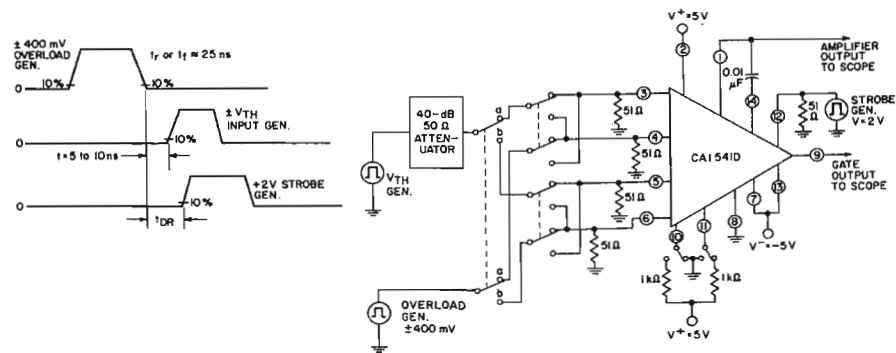 ±400 mV
OVERLOAD
GEN.
tr or tf ≈ 25 ns
10%
10%
0
±VTH
INPUT GEN.
10%
0
t=5 to 10ns
+2V STROBE
GEN.
10%
0
tDR
40-dB
50 Ω
ATTEN-
UATOR
VTH
GEN.
OVERLOAD
GEN.
±400 mV
a
b
a
b
51Ω
51Ω
51Ω
51Ω
3
4
5
6
V+=5V
2
1
0.01
μF
14
12
51
Ω
STROBE
GEN.
V=2V
AMPLIFIER
OUTPUT
TO SCOPE
CA1541D
9
GATE
OUTPUT
TO SCOPE
10
11
8
7
13
V-=-5V
1kΩ
1kΩ
V+=5V